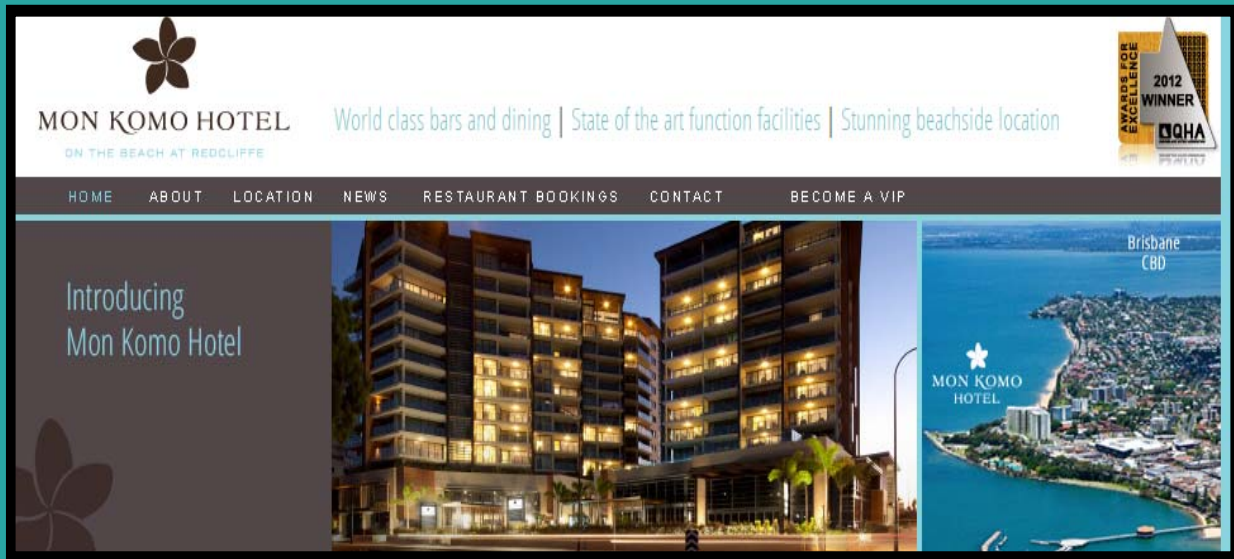 MON KOMO HOTEL
ON THE BEACH AT REDCLIFFE
World class bars and dining | State of the art function facilities | Stunning beachside location
AWARDS FOR
EXCELLENCE
2012
WINNER
QHA
HOME ABOUT LOCATION NEWS RESTAURANT BOOKINGS CONTACT BECOME A VIP
Introducing
Mon Komo Hotel
Brisbane
CBD
MON KOMO
HOTEL